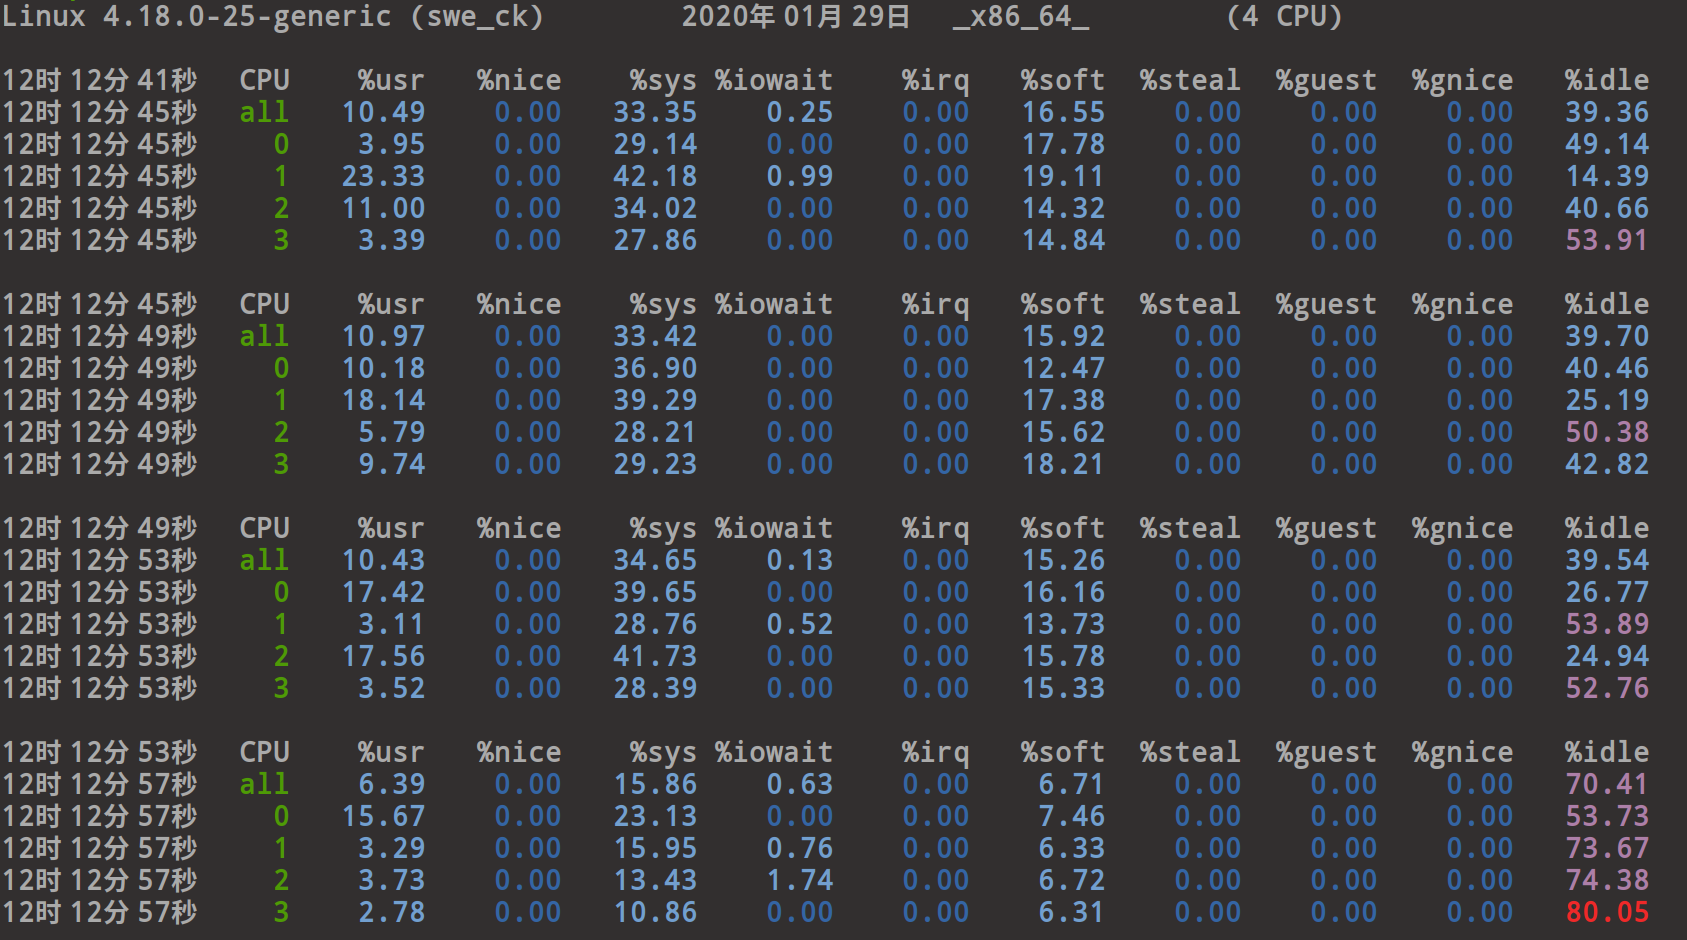 Linux 4.18.0-25-generic (swe_ck) 2020年01月29日 _x86_64_ (4 CPU)
12时12分41秒 CPU %usr %nice %sys %iowait %irq %soft %steal %guest %gnice %idle
12时12分45秒 all 10.49 0.00 33.35 0.25 0.00 16.55 0.00 0.00 0.00 39.36
12时12分45秒 0 3.95 0.00 29.14 0.00 0.00 17.78 0.00 0.00 0.00 49.14
12时12分45秒 1 23.33 0.00 42.18 0.99 0.00 19.11 0.00 0.00 0.00 14.39
12时12分45秒 2 11.00 0.00 34.02 0.00 0.00 14.32 0.00 0.00 0.00 40.66
12时12分45秒 3 3.39 0.00 27.86 0.00 0.00 14.84 0.00 0.00 0.00 53.91
12时12分45秒 CPU %usr %nice %sys %iowait %irq %soft %steal %guest %gnice %idle
12时12分49秒 all 10.97 0.00 33.42 0.00 0.00 15.92 0.00 0.00 0.00 39.70
12时12分49秒 0 10.18 0.00 36.90 0.00 0.00 12.47 0.00 0.00 0.00 40.46
12时12分49秒 1 18.14 0.00 39.29 0.00 0.00 17.38 0.00 0.00 0.00 25.19
12时12分49秒 2 5.79 0.00 28.21 0.00 0.00 15.62 0.00 0.00 0.00 50.38
12时12分49秒 3 9.74 0.00 29.23 0.00 0.00 18.21 0.00 0.00 0.00 42.82
12时12分49秒 CPU %usr %nice %sys %iowait %irq %soft %steal %guest %gnice %idle
12时12分53秒 all 10.43 0.00 34.65 0.13 0.00 15.26 0.00 0.00 0.00 39.54
12时12分53秒 0 17.42 0.00 39.65 0.00 0.00 16.16 0.00 0.00 0.00 26.77
12时12分53秒 1 3.11 0.00 28.76 0.52 0.00 13.73 0.00 0.00 0.00 53.89
12时12分53秒 2 17.56 0.00 41.73 0.00 0.00 15.78 0.00 0.00 0.00 24.94
12时12分53秒 3 3.52 0.00 28.39 0.00 0.00 15.33 0.00 0.00 0.00 52.76
12时12分53秒 CPU %usr %nice %sys %iowait %irq %soft %steal %guest %gnice %idle
12时12分57秒 all 6.39 0.00 15.86 0.63 0.00 6.71 0.00 0.00 0.00 70.41
12时12分57秒 0 15.67 0.00 23.13 0.00 0.00 7.46 0.00 0.00 0.00 53.73
12时12分57秒 1 3.29 0.00 15.95 0.76 0.00 6.33 0.00 0.00 0.00 73.67
12时12分57秒 2 3.73 0.00 13.43 1.74 0.00 6.72 0.00 0.00 0.00 74.38
12时12分57秒 3 2.78 0.00 10.86 0.00 0.00 6.31 0.00 0.00 0.00 80.05